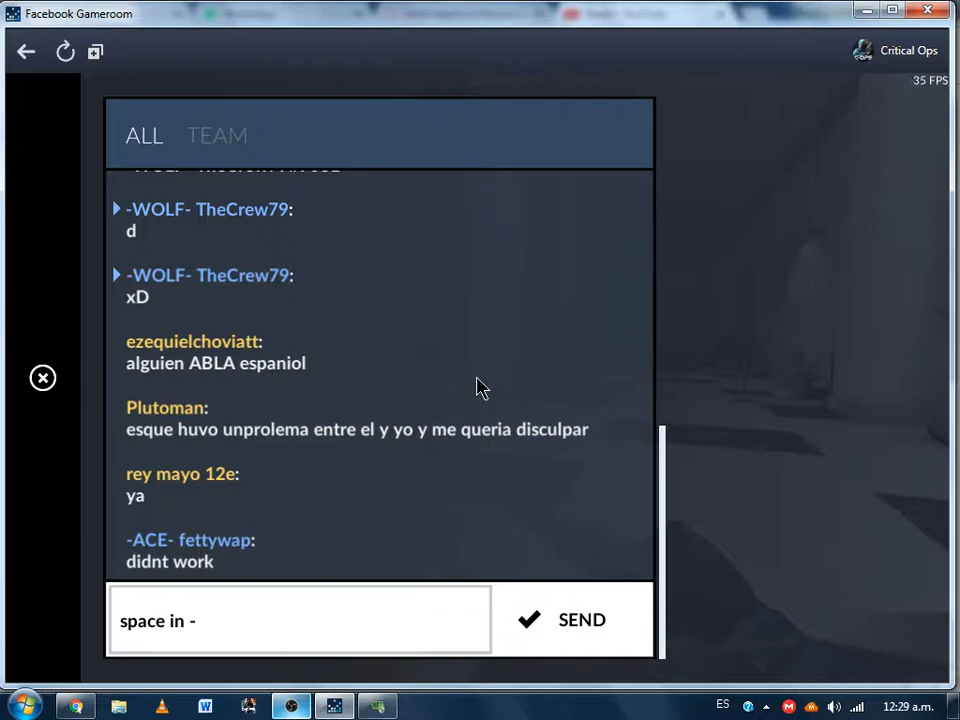 Facebook Gameroom
Critical Ops
35 FPS
ALL TEAM
-WOLF- TheCrew79:
d
-WOLF- TheCrew79:
xD
ezequielchoviatt:
alguien ABLA espaniol
Plutoman:
esque huvo unprolema entre el y yo y me queria disculpar
rey mayo 12e:
ya
-ACE- fettywap:
didnt work
space in -
SEND
ES
12:29 a.m.